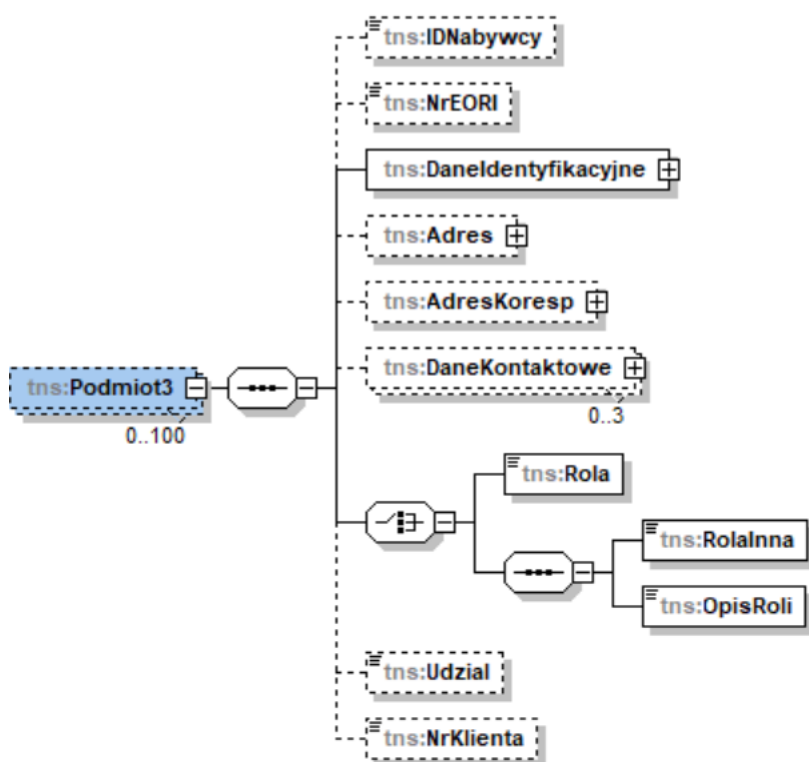 tns:IDNabywcy
tns:NrEORI
tns:DaneIdentyfikacyjne
tns:Adres
tns:AdresKoresp
tns:DaneKontaktowe
0..3
tns:Podmiot3
0..100
tns:Rola
tns:RolaInna
tns:OpisRoli
tns:Udzial
tns:NrKlienta